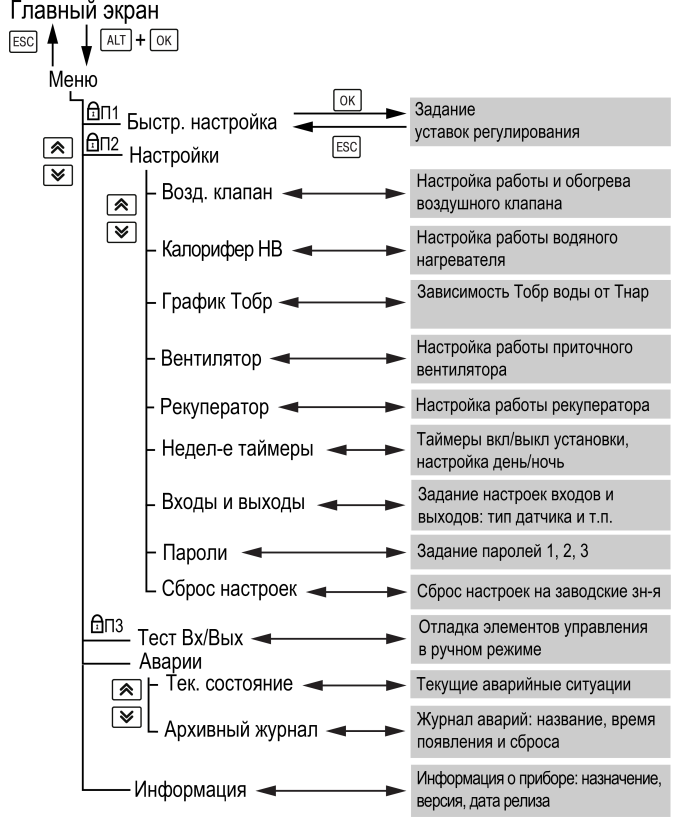 Главный экран
ESC ALT + OK
Меню
П1
Быстр. настройка
OK
ESC
Задание
уставок регулирования
П2
Настройки
Возд. клапан
Настройка работы и обогрева
воздушного клапана
Калорифер НВ
Настройка работы водяного
нагревателя
График Тобр
Зависимость Тобр воды от Тнар
Вентилятор
Настройка работы приточного
вентилятора
Рекуператор
Настройка работы рекуператора
Недел-е таймеры
Таймеры вкл/выкл установки,
настройка день/ночь
Входы и выходы
Задание настроек входов и
выходов: тип датчика и т.п.
Пароли
Задание паролей 1, 2, 3
Сброс настроек
Сброс настроек на заводские зн-я
П3
Тест Вх/Вых
Отладка элементов управления
в ручном режиме
Аварии
Тек. состояние
Текущие аварийные ситуации
Архивный журнал
Журнал аварий: название, время
появления и сброса
Информация
Информация о приборе: назначение,
версия, дата релиза